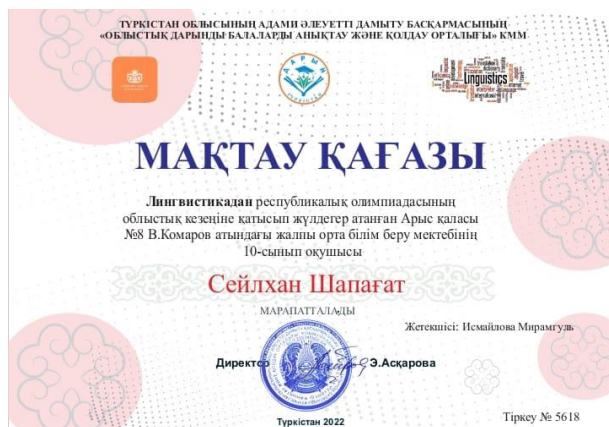 ТҮРКІСТАН ОБЛЫСЫНЫҢ АДАМИ ӘЛЕУЕТТІ ДАМЫТУ БАСҚАРМАСЫНЫҢ
«ОБЛЫСТЫҚ ДАРЫНДЫ БАЛАЛАРДЫ АНЫҚТАУ ЖӘНЕ ҚОЛДАУ ОРТАЛЫҒЫ» КММ
ДАРЫН
Linguistics
МАҚТАУ ҚАҒАЗЫ
Лингвистикадан республикалық олимпиадасының
облыстық кезеңіне қатысып жүлдегер атанған Арыс қаласы
№8 В.Комаров атындағы жалпы орта білім беру мектебінің
10-сынып оқушысы
Сейлхан Шапағат
МАРАПАТТАЛАДЫ
Жетекшісі: Исмайлова Мирамгуль
Директор Э.Асқарова
Түркістан 2022
Тіркеу № 5618